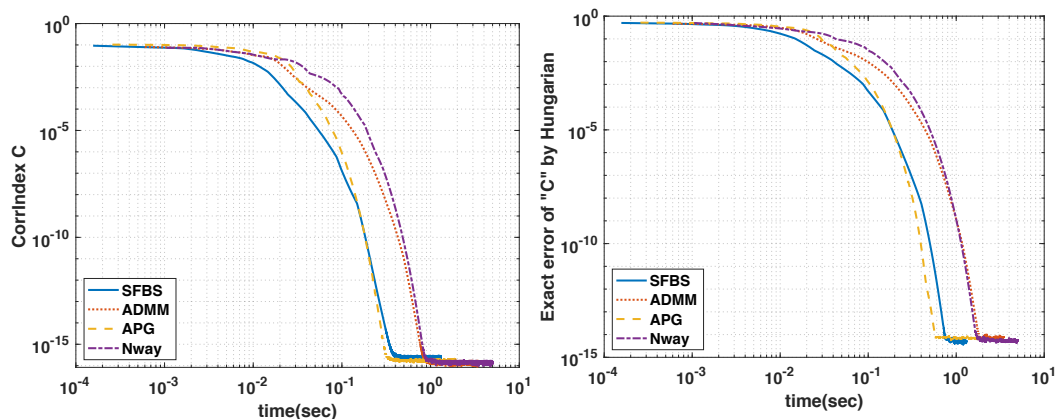 10^0
10^-5
10^-10
10^-15
CorrIndex C
SFBS
ADMM
APG
Nway
10^-4
10^-3
10^-2
10^-1
10^0
10^1
time(sec)
10^0
10^-5
10^-10
10^-15
Exact error of "C" by Hungarian
SFBS
ADMM
APG
Nway
10^-4
10^-3
10^-2
10^-1
10^0
10^1
time(sec)